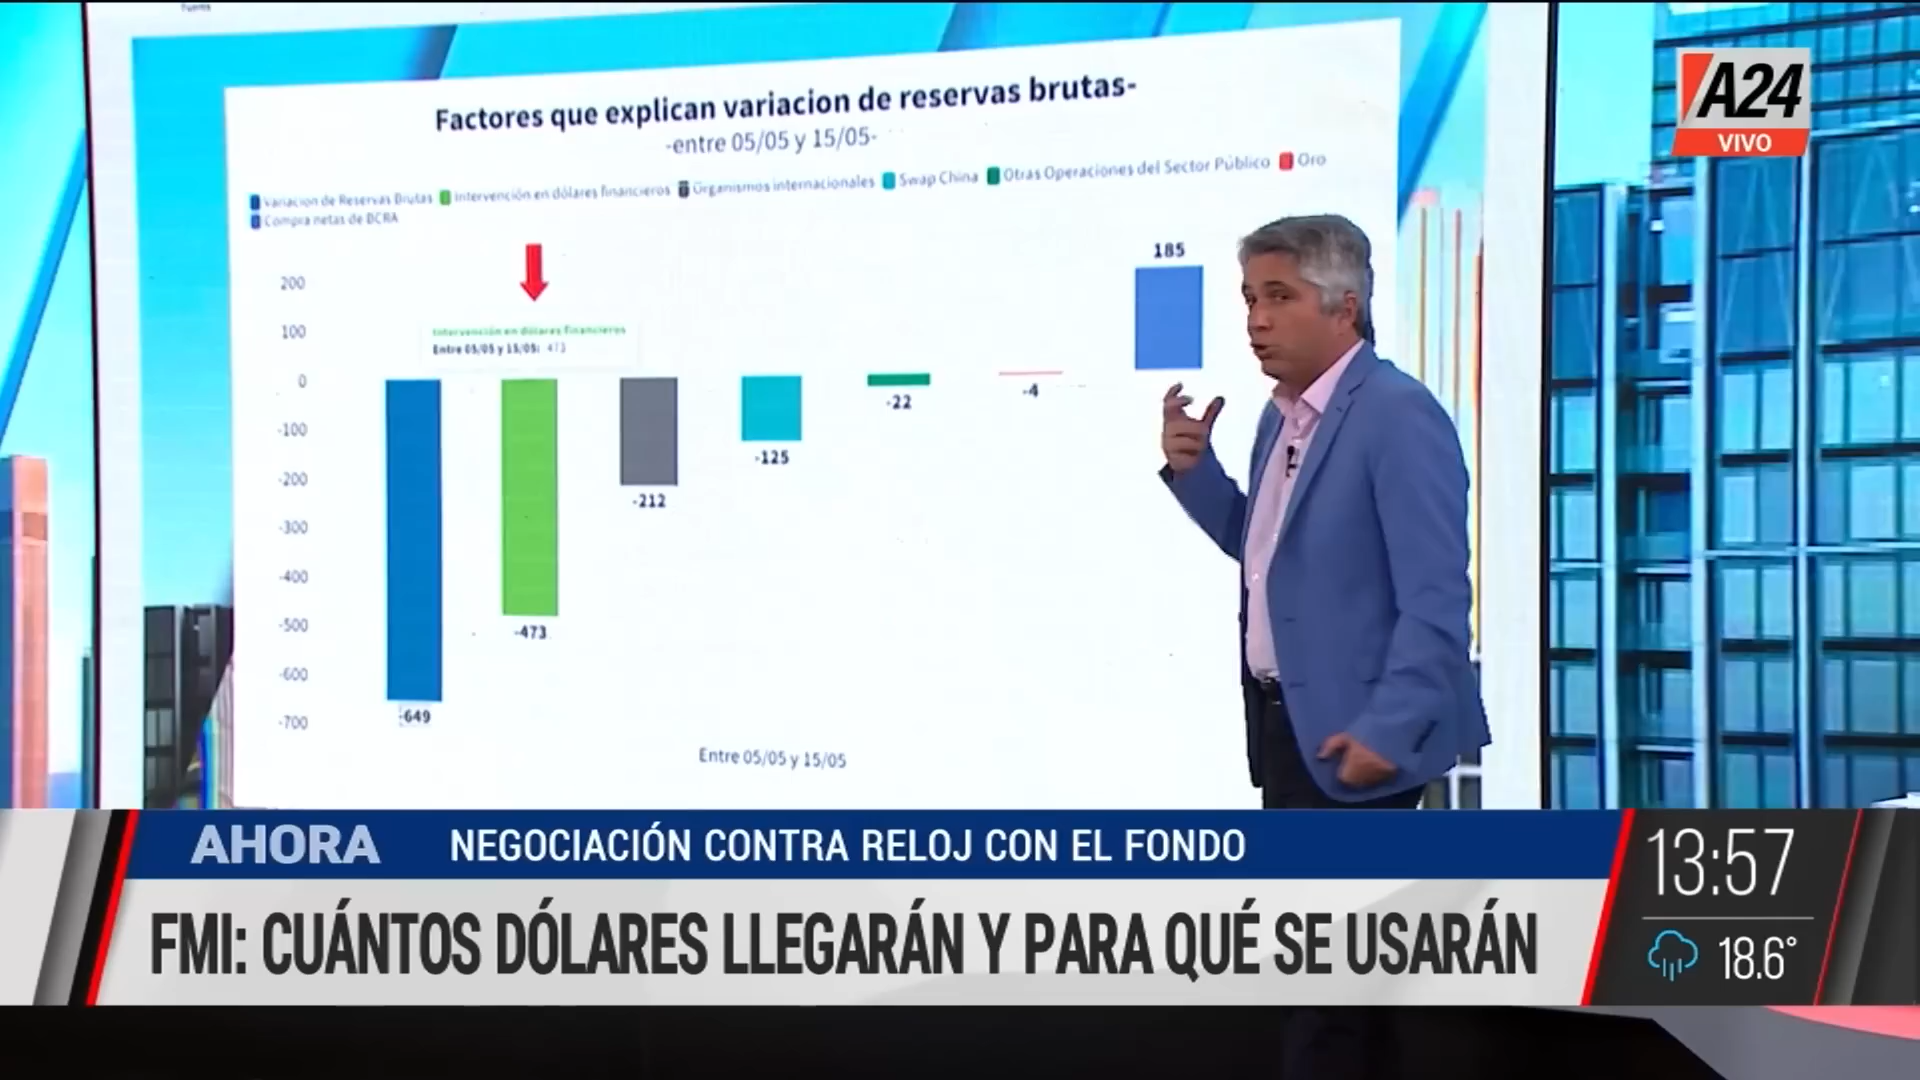 Fuente
Factores que explican variacion de reservas brutas-
-entre 05/05 y 15/05-
Variacion de Reservas Brutas Intervención en dólares financieros Organismos internacionales Swap China Otras Operaciones del Sector Público Oro
Compra netas de BCRA
A24
VIVO
185
200
100
Intervención en dólares financieros
Entre 05/05 y 15/05: 473
0
-22
-4
-100
-125
-200
-212
-300
-400
-500
-473
-600
-649
-700
Entre 05/05 y 15/05
AHORA NEGOCIACIÓN CONTRA RELOJ CON EL FONDO
13:57
FMI: CUÁNTOS DÓLARES LLEGARÁN Y PARA QUÉ SE USARÁN
18.6°